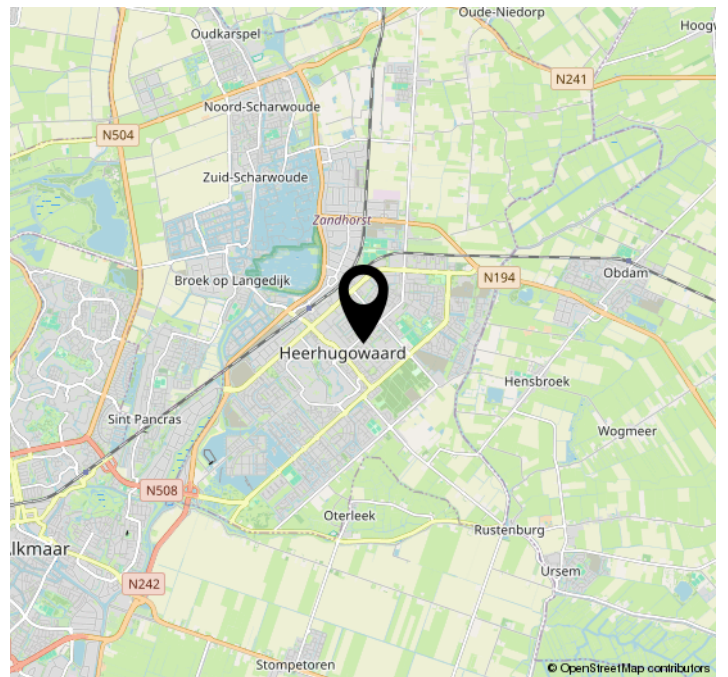 Oude-Niedorp
Hoogw
Oudkarspel
N241
Noord-Scharwoude
N504
Zuid-Scharwoude
Zandhorst
Broek op Langedijk
N194
Obdam
Heerhugowaard
Hensbroek
Sint Pancras
Wogmeer
N508
Oterleek
Rustenburg
lkmaar
Ursem
N242
Stompetoren
© OpenStreetMap contributors